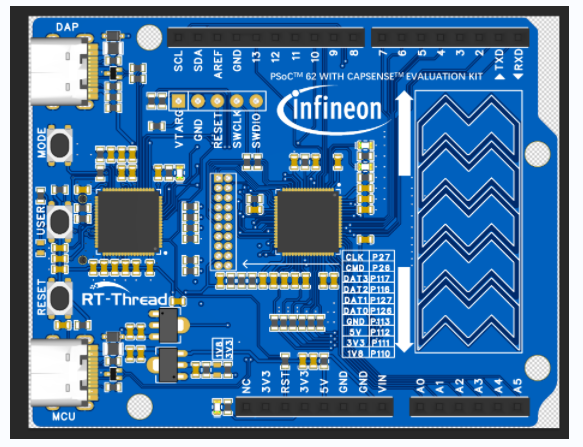 DAP
SCL
SDA
AREF
GND
13
12
11
10
9
8
7
6
5
4
3
2
TXD
RXD
PSoC™ 62 WITH CAPSENSE™ EVALUATION KIT
infineon
VTARG
GND
RESET
SWCLK
SWDIO
MODE
USER
RESET
CLK P27
CMD P26
DAT3 P117
DAT2 P118
DAT1 P127
DAT0 P126
GND P113
5V P112
3V3 P111
1V8 P110
RT-Thread
1V8
3V3
NC
3V3
RST
3V3
5V
GND
GND
VIN
A0
A1
A2
A3
A4
A5
MCU